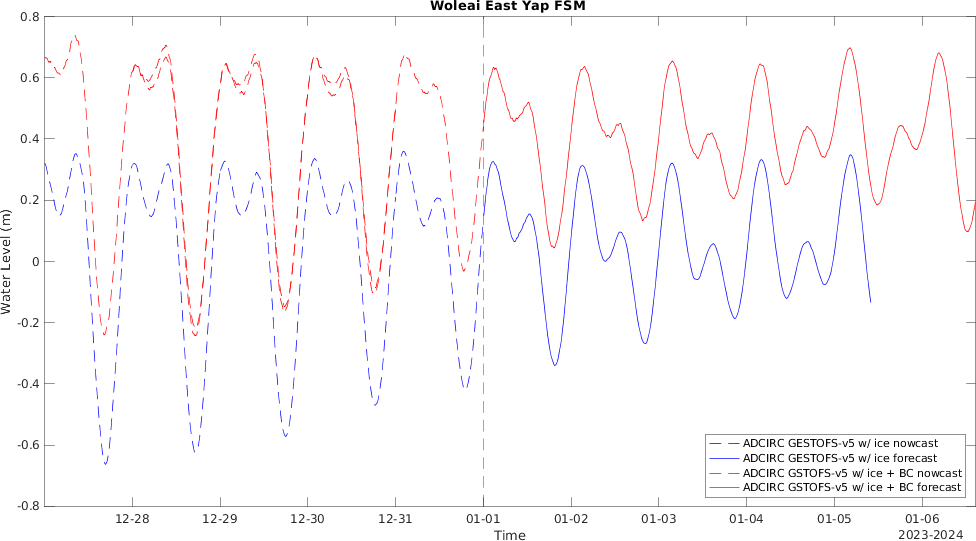 Woleai East Yap FSM
0.8
0.6
0.4
0.2
0
-0.2
-0.4
-0.6
-0.8
Water Level (m)
ADCIRC GESTOFS-v5 w/ ice nowcast
ADCIRC GESTOFS-v5 w/ ice forecast
ADCIRC GSTOFS-v5 w/ ice + BC nowcast
ADCIRC GSTOFS-v5 w/ ice + BC forecast
12-28 12-29 12-30 12-31 01-01 01-02 01-03 01-04 01-05 01-06
Time
2023-2024